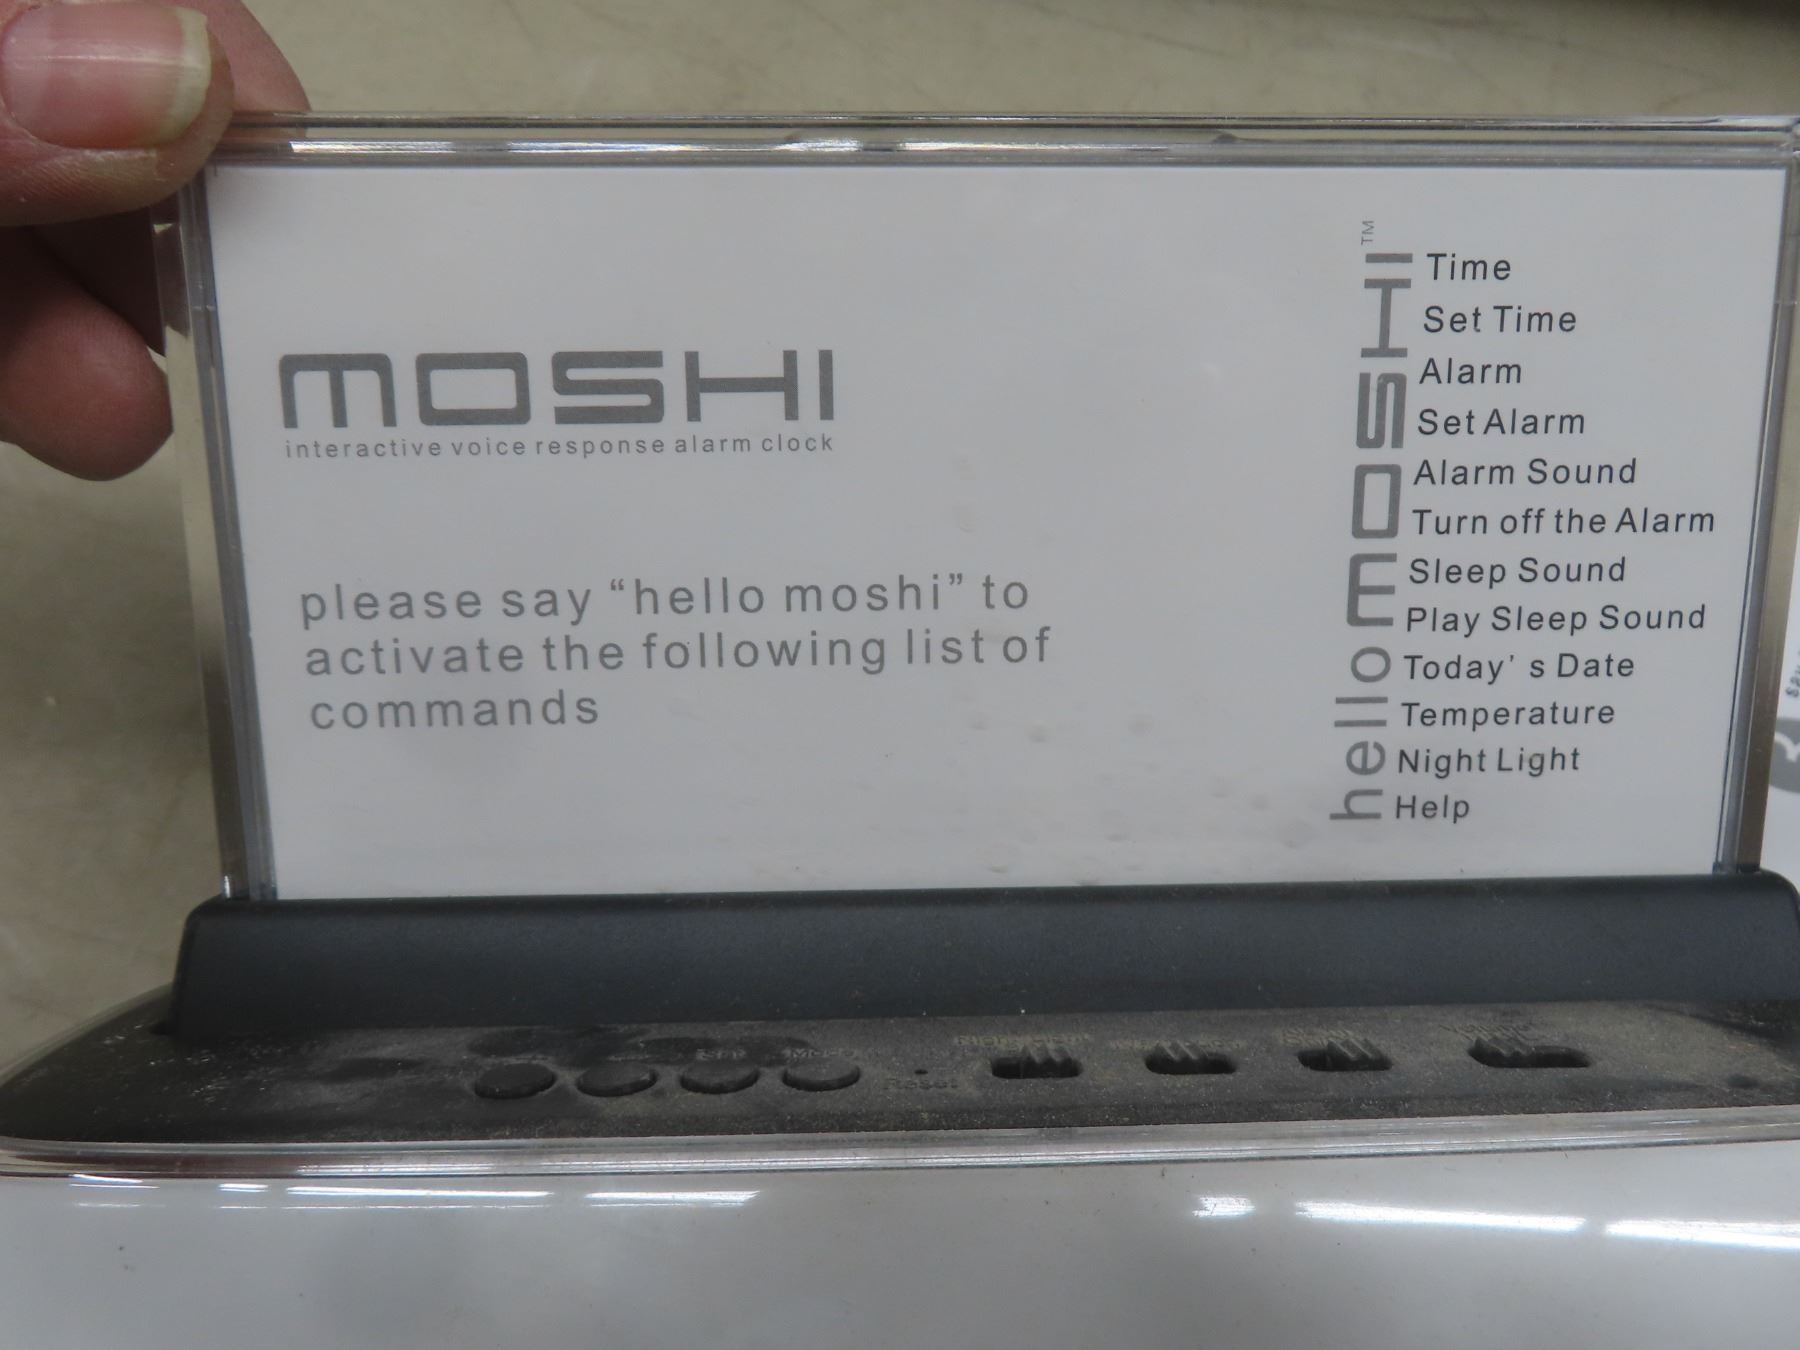 MOSHI
interactive voice response alarm clock
please say “hello moshi” to
activate the following list of
commands
hello MOSHI™
Time
Set Time
Alarm
Set Alarm
Alarm Sound
Turn off the Alarm
Sleep Sound
Play Sleep Sound
Today’ s Date
Temperature
Night Light
Help
Set
Reset